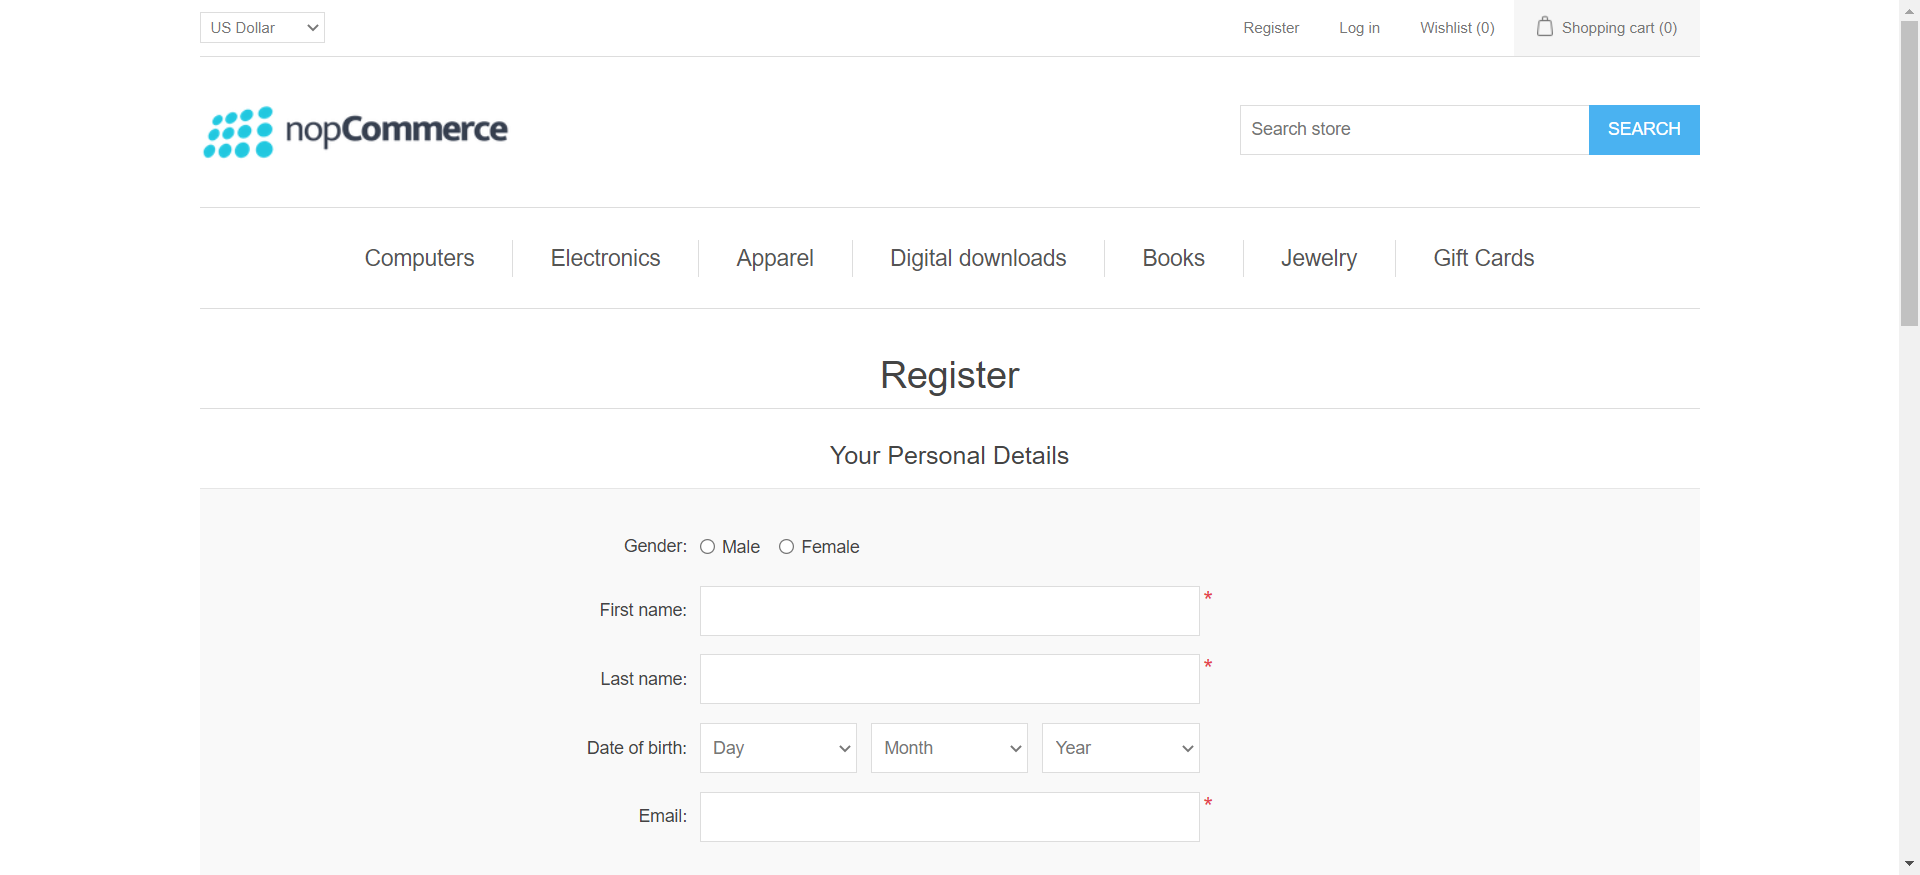 US Dollar Register Log in Wishlist (0) Shopping cart (0)
nopCommerce Search store SEARCH
Computers Electronics Apparel Digital downloads Books Jewelry Gift Cards
Register
Your Personal Details
Gender: Male Female
First name: *
Last name: *
Date of birth: Day Month Year
Email: *